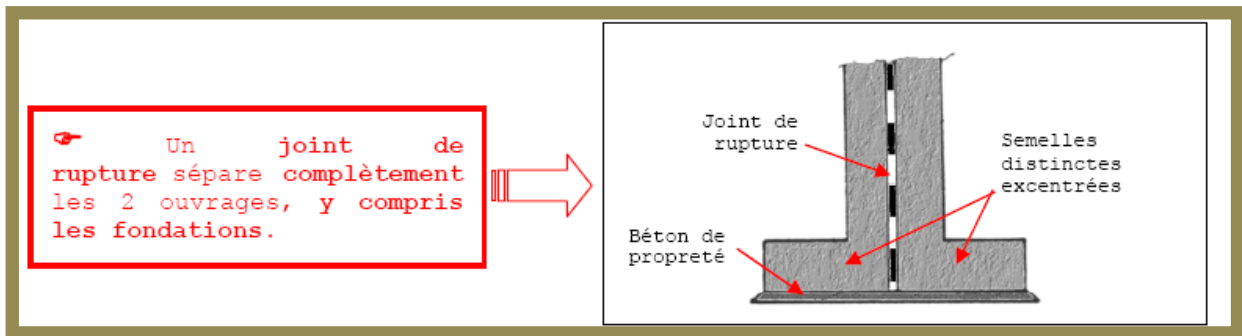 ☞ Un joint de
rupture sépare complètement
les 2 ouvrages, y compris
les fondations.
Joint de
rupture
Semelles
distinctes
excentrées
Béton de
propreté